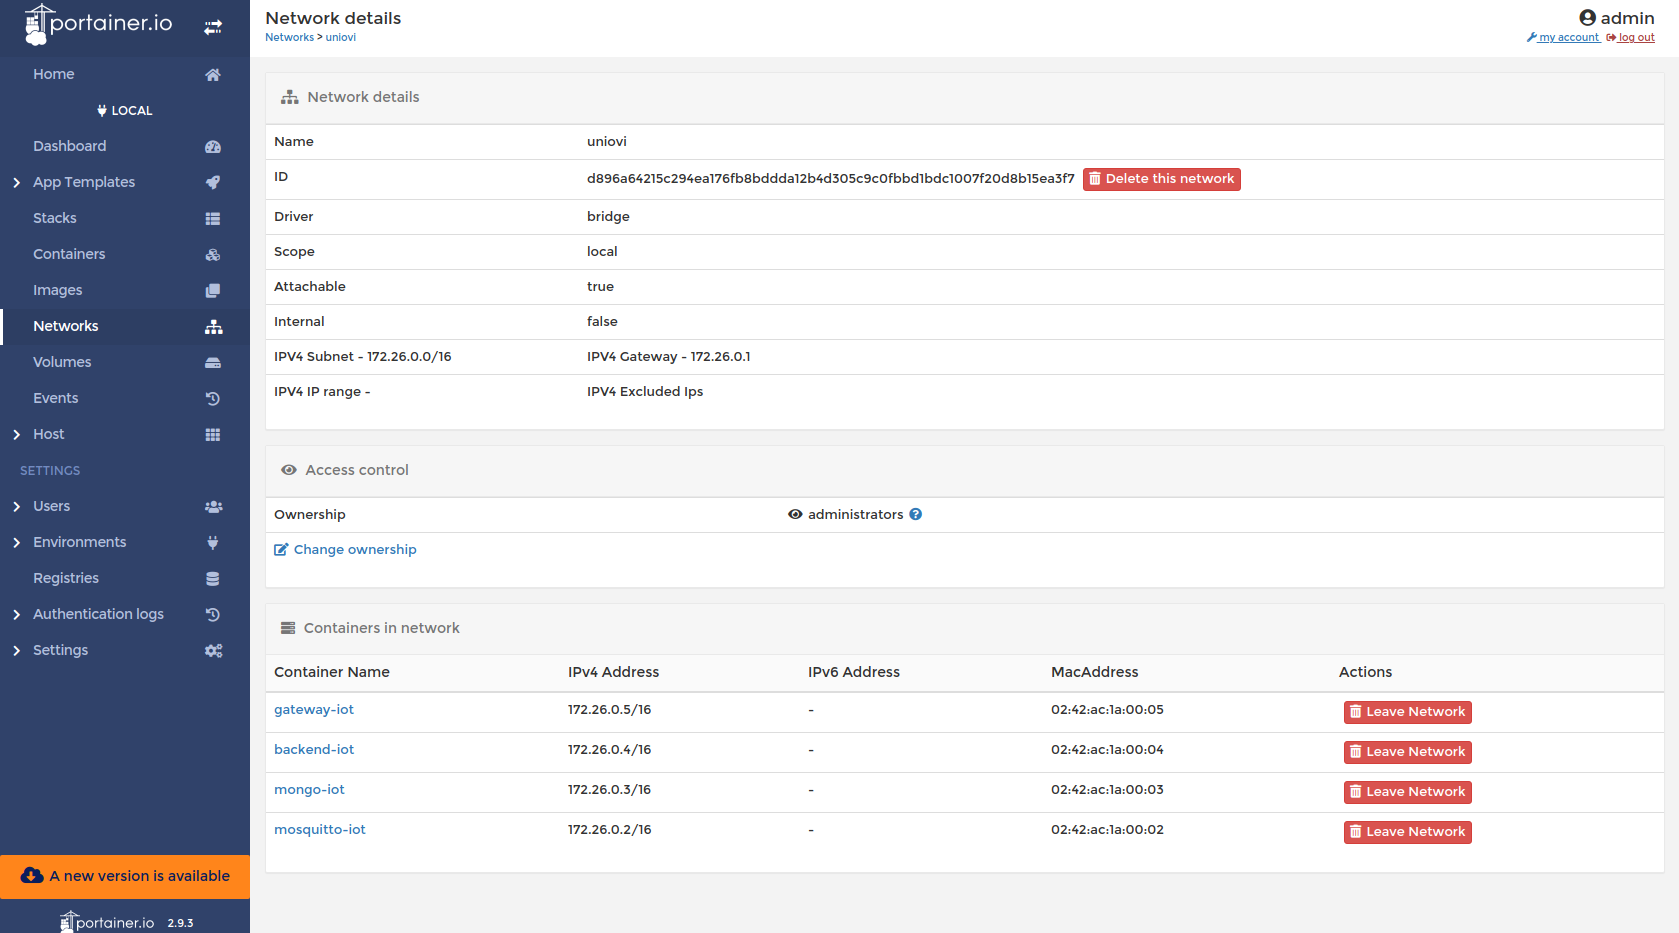 portainer.io
Home
LOCAL
Dashboard
App Templates
Stacks
Containers
Images
Networks
Volumes
Events
Host
SETTINGS
Users
Environments
Registries
Authentication logs
Settings
A new version is available
portainer.io 2.9.3
Network details
Networks > uniovi
admin
my account log out
Network details
Name uniovi
ID d896a64215c294ea176fb8bddda12b4d305c9c0fbbd1bdc1007f20d8b15ea3f7 Delete this network
Driver bridge
Scope local
Attachable true
Internal false
IPV4 Subnet - 172.26.0.0/16 IPV4 Gateway - 172.26.0.1
IPV4 IP range - IPV4 Excluded Ips
Access control
Ownership administrators
Change ownership
Containers in network
Container Name IPv4 Address IPv6 Address MacAddress Actions
gateway-iot 172.26.0.5/16 - 02:42:ac:1a:00:05 Leave Network
backend-iot 172.26.0.4/16 - 02:42:ac:1a:00:04 Leave Network
mongo-iot 172.26.0.3/16 - 02:42:ac:1a:00:03 Leave Network
mosquitto-iot 172.26.0.2/16 - 02:42:ac:1a:00:02 Leave Network